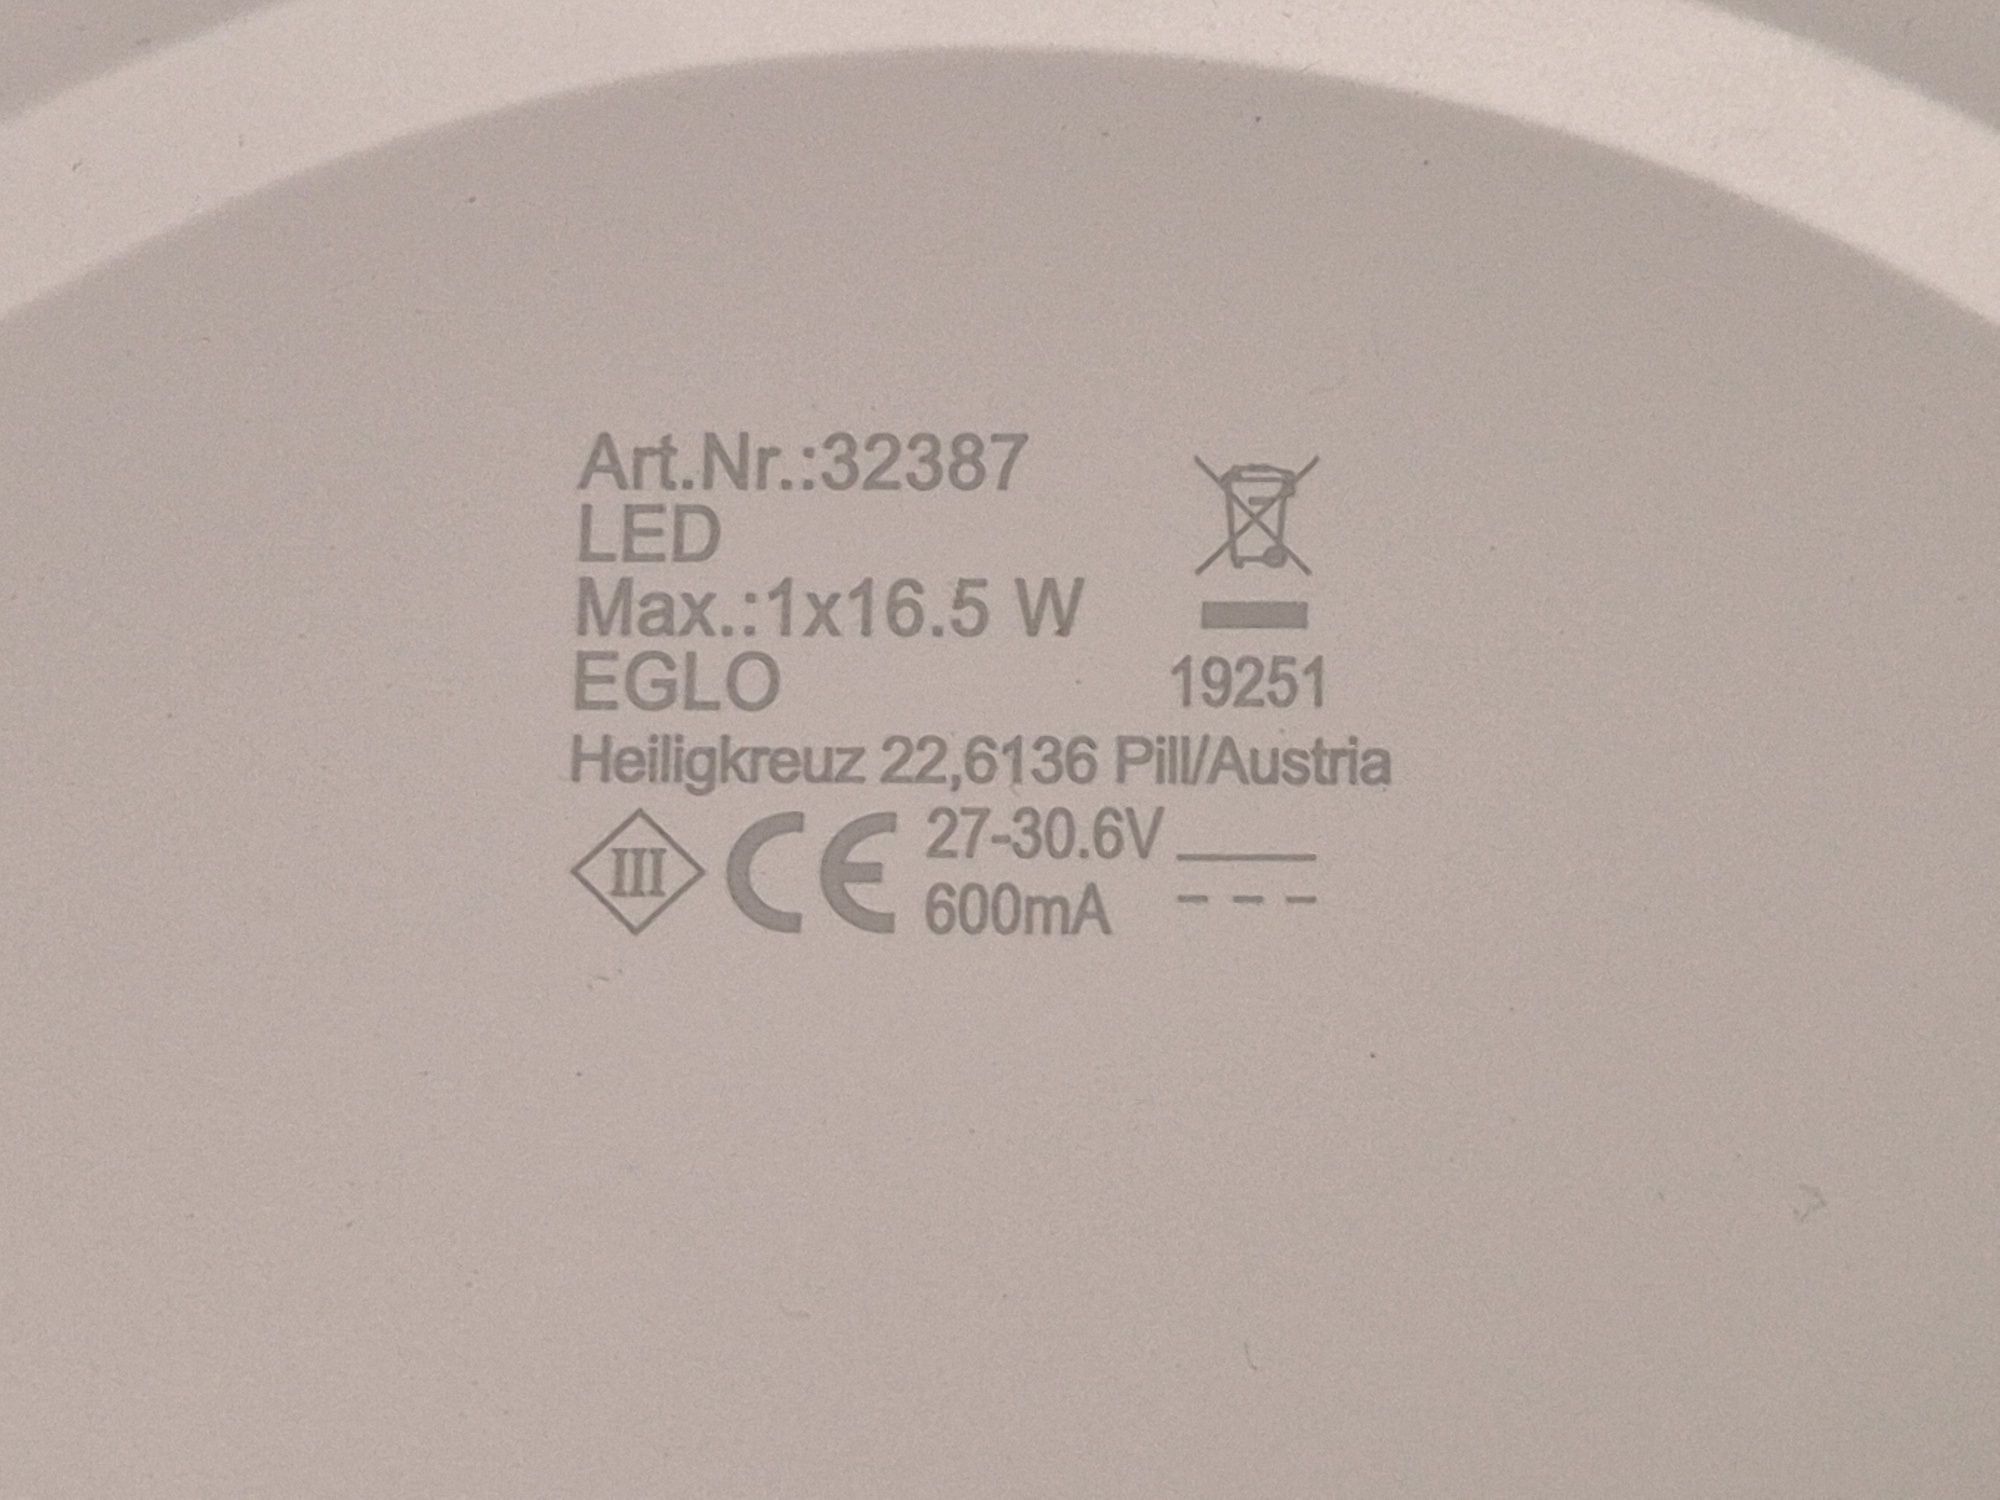 Art.Nr.:32387
LED
Max.:1x16.5 W
EGLO
19251
Heiligkreuz 22,6136 Pill/Austria
III CE 27-30.6V
600mA